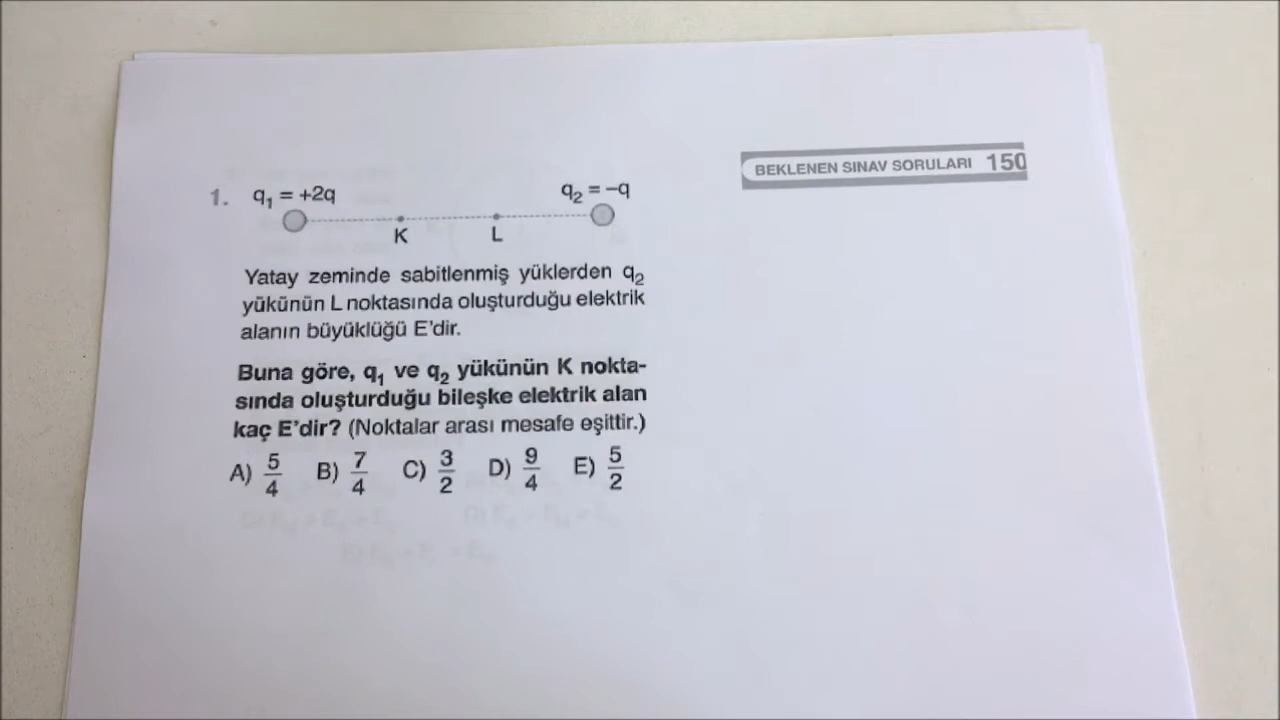 BEKLENEN SINAV SORULARI 150
1. q₁ = +2q q₂ = −q
K L
Yatay zeminde sabitlenmiş yüklerden q₂
yükünün L noktasında oluşturduğu elektrik
alanın büyüklüğü E'dir.
Buna göre, q₁ ve q₂ yükünün K nokta-
sında oluşturduğu bileşke elektrik alan
kaç E'dir? (Noktalar arası mesafe eşittir.)
A) 5/4 B) 7/4 C) 3/2 D) 9/4 E) 5/2